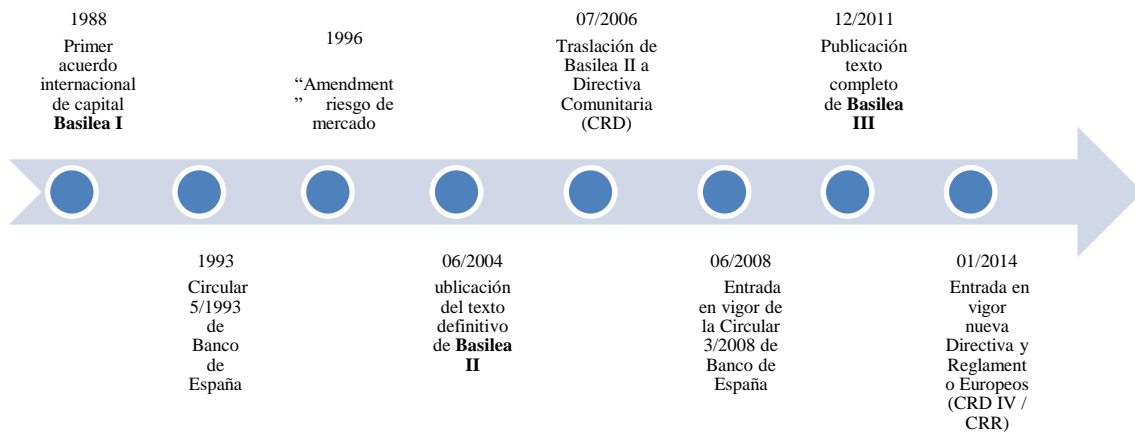 1988
Primer
acuerdo
internacional
de capital
Basilea I
1993
Circular
5/1993
de
Banco
de
España
1996
“Amendment
” riesgo de
mercado
06/2004
ublicación
del texto
definitivo
de Basilea
II
07/2006
Traslación de
Basilea II a
Directiva
Comunitaria
(CRD)
06/2008
Entrada
en vigor de
la Circular
3/2008 de
Banco de
España
12/2011
Publicación
texto
completo
de Basilea
III
01/2014
Entrada en
vigor
nueva
Directiva y
Reglament
o Europeos
(CRD IV /
CRR)